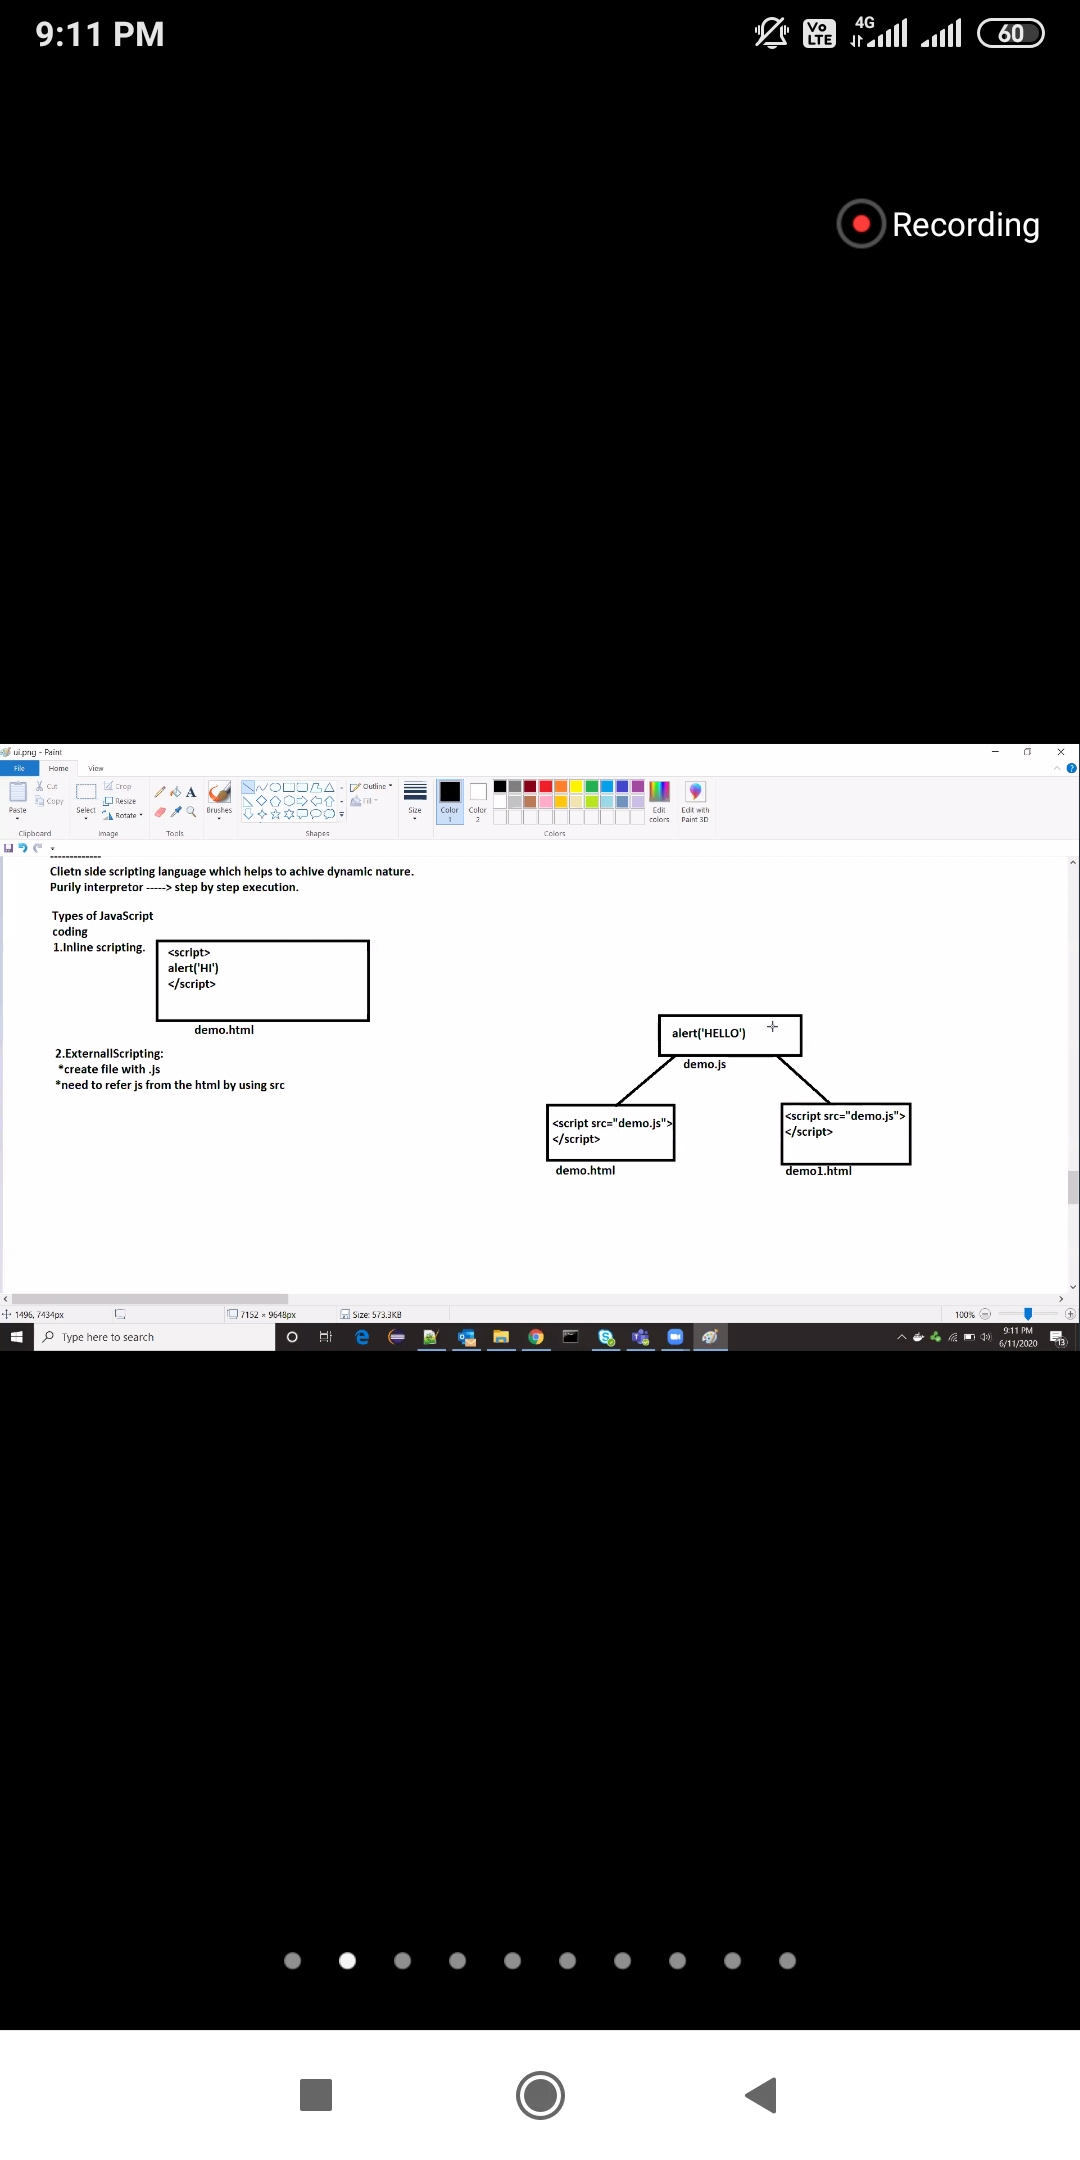 9:11 PM
Vo LTE
4G
60
Recording
ui.png - Paint
File Home View
Cut
Copy
Paste
Crop
Resize
Rotate
Select
Brushes
Outline
Fill
Size
Color 1
Color 2
Edit colors
Edit with Paint 3D
Clipboard Image Tools Shapes Colors
-------------
Clietn side scripting language which helps to achive dynamic nature.
Purily interpretor -----> step by step execution.
Types of JavaScript
coding
1.Inline scripting.
<script>
alert('HI')
</script>
demo.html
2.ExternallScripting:
*create file with .js
*need to refer js from the html by using src
alert('HELLO')
demo.js
<script src="demo.js">
</script>
demo.html
<script src="demo.js">
</script>
demo1.html
1496, 7434px
7152 × 9648px
Size: 573.3KB
100%
Type here to search
9:11 PM
6/11/2020
13